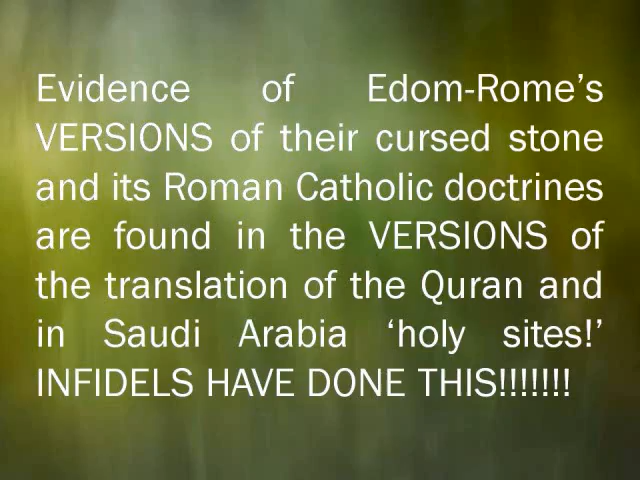 Evidence of Edom-Rome’s
VERSIONS of their cursed stone
and its Roman Catholic doctrines
are found in the VERSIONS of
the translation of the Quran and
in Saudi Arabia ‘holy sites!’
INFIDELS HAVE DONE THIS!!!!!!!